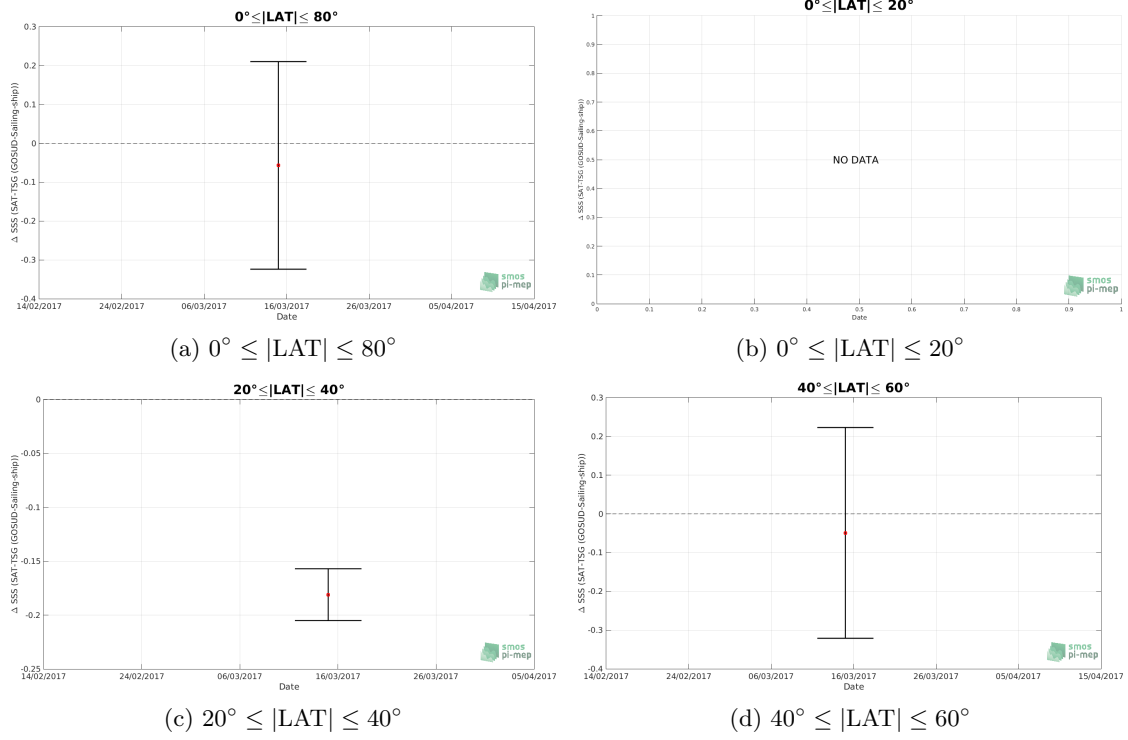 0°≤|LAT|≤ 80°
0.3
0.2
0.1
0
-0.1
-0.2
-0.3
-0.4
Δ SSS (SAT-TSG (GOSUD-Sailing-ship))
14/02/2017 24/02/2017 06/03/2017 16/03/2017 26/03/2017 05/04/2017 15/04/2017
Date
smos
pi-mep
(a) 0° ≤ |LAT| ≤ 80°
0°≤|LAT|≤ 20°
1
0.9
0.8
0.7
0.6
0.5
0.4
0.3
0.2
0.1
0
Δ SSS (SAT-TSG (GOSUD-Sailing-ship))
NO DATA
0 0.1 0.2 0.3 0.4 0.5 0.6 0.7 0.8 0.9 1
Date
smos
pi-mep
(b) 0° ≤ |LAT| ≤ 20°
20°≤|LAT|≤ 40°
0
-0.05
-0.1
-0.15
-0.2
-0.25
Δ SSS (SAT-TSG (GOSUD-Sailing-ship))
14/02/2017 24/02/2017 06/03/2017 16/03/2017 26/03/2017 05/04/2017
Date
smos
pi-mep
(c) 20° ≤ |LAT| ≤ 40°
40°≤|LAT|≤ 60°
0.3
0.2
0.1
0
-0.1
-0.2
-0.3
-0.4
Δ SSS (SAT-TSG (GOSUD-Sailing-ship))
14/02/2017 24/02/2017 06/03/2017 16/03/2017 26/03/2017 05/04/2017 15/04/2017
Date
smos
pi-mep
(d) 40° ≤ |LAT| ≤ 60°